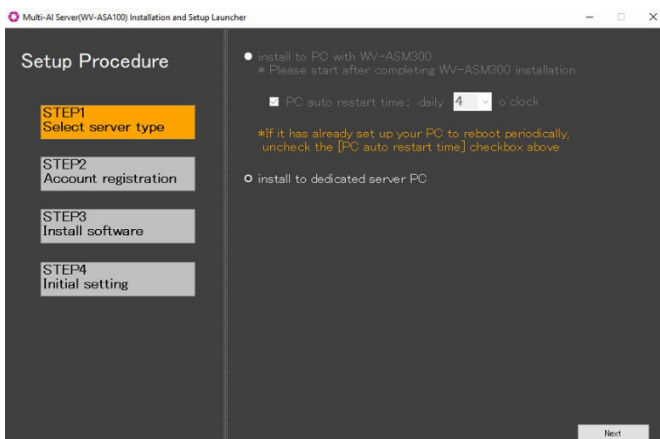 Multi-AI Server(WV-ASA100) Installation and Setup Launcher
Setup Procedure
STEP1
Select server type
STEP2
Account registration
STEP3
Install software
STEP4
Initial setting
install to PC with WV-ASM300
* Please start after completing WV-ASM300 installation
PC auto restart time: daily 4 o'clock
*If it has already set up your PC to reboot periodically,
uncheck the [PC auto restart time] checkbox above.
install to dedicated server PC
Next